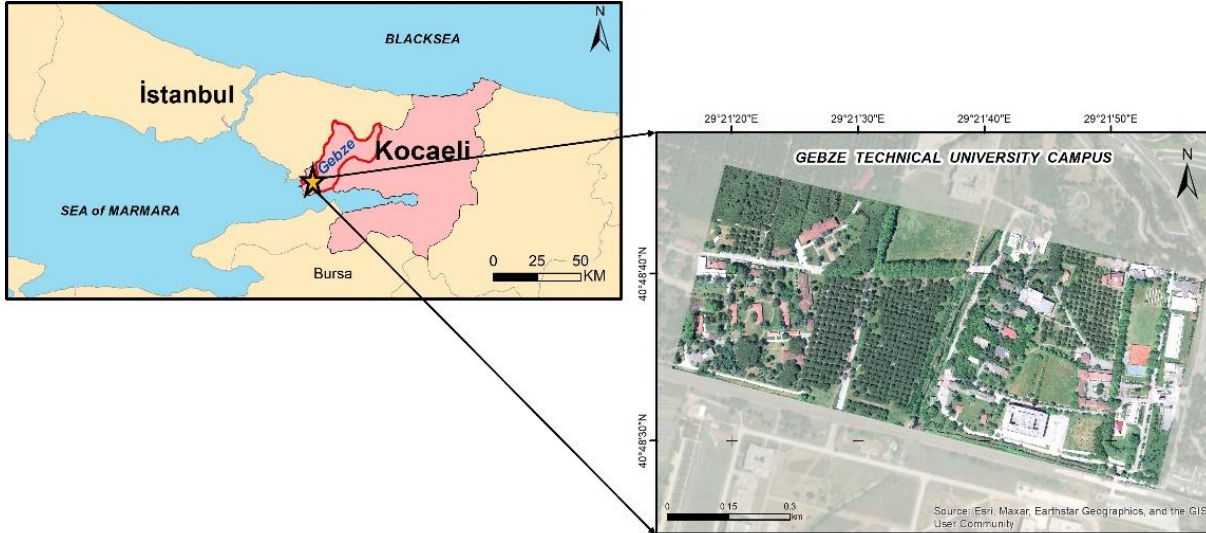 BLACKSEA
N
İstanbul
Gebze
Kocaeli
SEA of MARMARA
Bursa
0 25 50
KM
29°21'20" 29°21'30" 29°21'40" 29°21'50"
GEBZE TECHNICAL UNIVERSITY CAMPUS
N
40°48'40"N
40°48'30"N
0 0.15 0.3
km
Source: Esri, Maxar, Earthstar Geographics, and the GIS
User Community